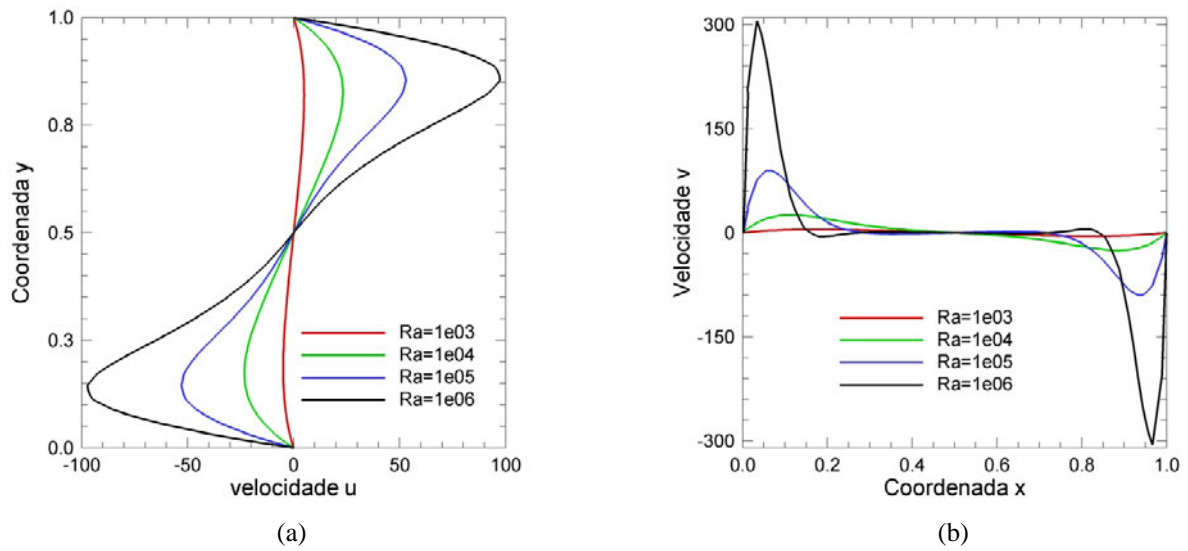 1.0
0.8
0.5
0.3
0.0
Coordenada y
Ra=1e03
Ra=1e04
Ra=1e05
Ra=1e06
-100
-50
0
50
100
velocidade u
(a)
300
150
0
-150
-300
Velocidade v
Ra=1e03
Ra=1e04
Ra=1e05
Ra=1e06
0.0
0.2
0.4
0.6
0.8
1.0
Coordenada x
(b)